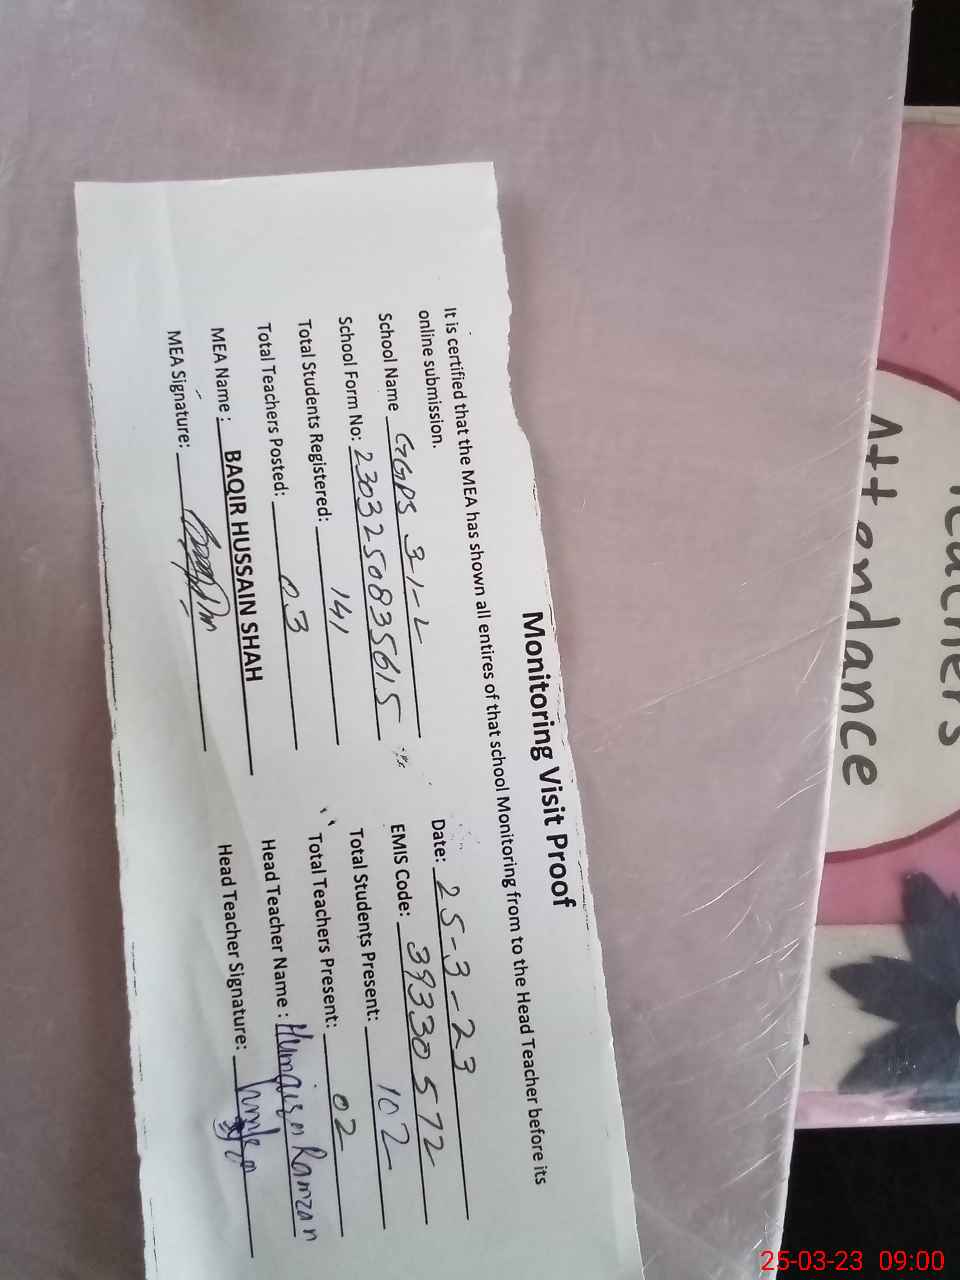 Monitoring Visit Proof
It is certified that the MEA has shown all entires of that school Monitoring from to the Head Teacher before its
online submission.
Date: 25-3-23
School Name GGPS 31-L
EMIS Code: 39330572
School Form No: 2303250835615
Total Students Present: 102
Total Students Registered: 141
Total Teachers Present: 02
Total Teachers Posted: 03
Head Teacher Name: Ramzan
MEA Name: BAQIR HUSSAIN SHAH
Head Teacher Signature:
MEA Signature:
Teachers
Attendance
25-03-23 09:00